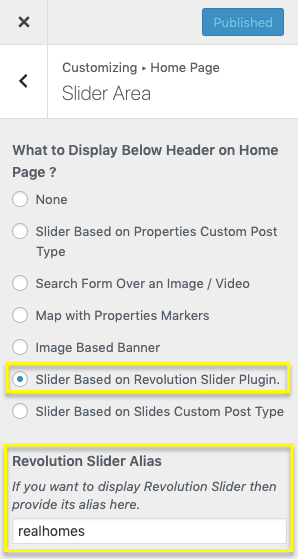 Published
Customizing ▸ Home Page
Slider Area
What to Display Below Header on Home
Page ?
None
Slider Based on Properties Custom Post
Type
Search Form Over an Image / Video
Map with Properties Markers
Image Based Banner
Slider Based on Revolution Slider Plugin.
Slider Based on Slides Custom Post Type
Revolution Slider Alias
If you want to display Revolution Slider then
provide its alias here.
realhomes